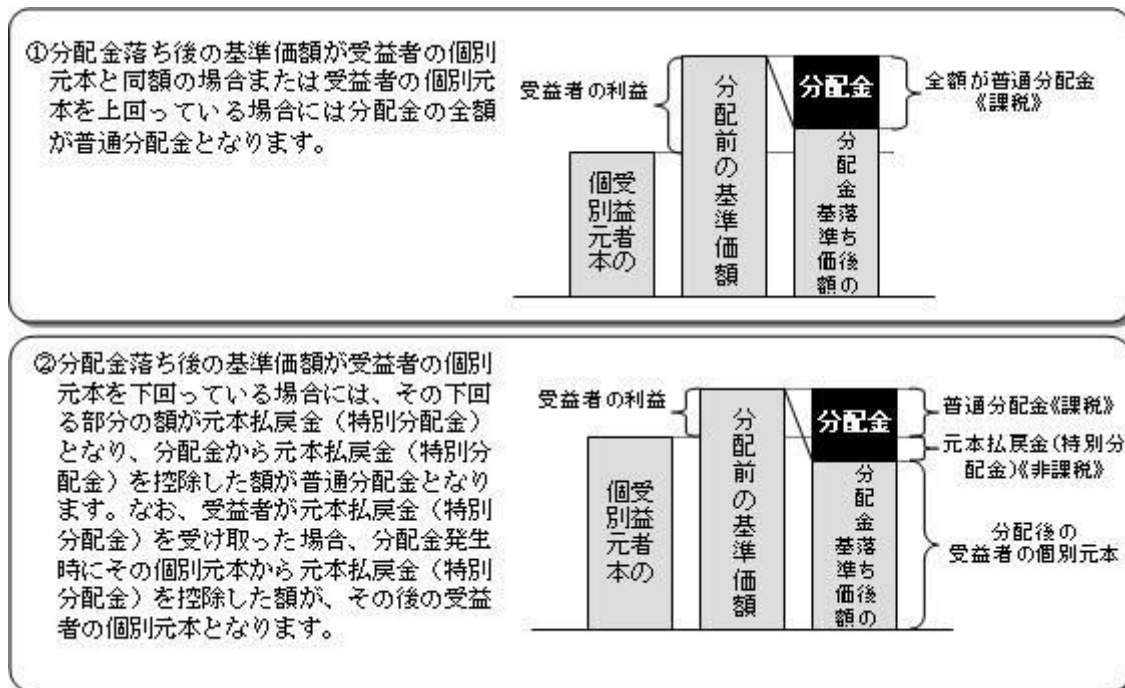 ①分配金落ち後の基準価額が受益者の個別
元本と同額の場合または受益者の個別元
本を上回っている場合には分配金の全額
が普通分配金となります。
受益者の利益
受益者の
個別元本
分配前の基準価額
分配金
分配金落ち後の
基準価額
全額が普通分配金
《課税》
②分配金落ち後の基準価額が受益者の個別
元本を下回っている場合には、その下回
る部分の額が元本払戻金（特別分配金）
となり、分配金から元本払戻金（特別分
配金）を控除した額が普通分配金となり
ます。なお、受益者が元本払戻金（特別
分配金）を受け取った場合、分配金発生
時にその個別元本から元本払戻金（特別
分配金）を控除した額が、その後の受益
者の個別元本となります。
受益者の利益
受益者の
個別元本
分配前の基準価額
分配金
分配金落ち後の
基準価額
普通分配金《課税》
元本払戻金(特別分
配金)《非課税》
分配後の
受益者の個別元本